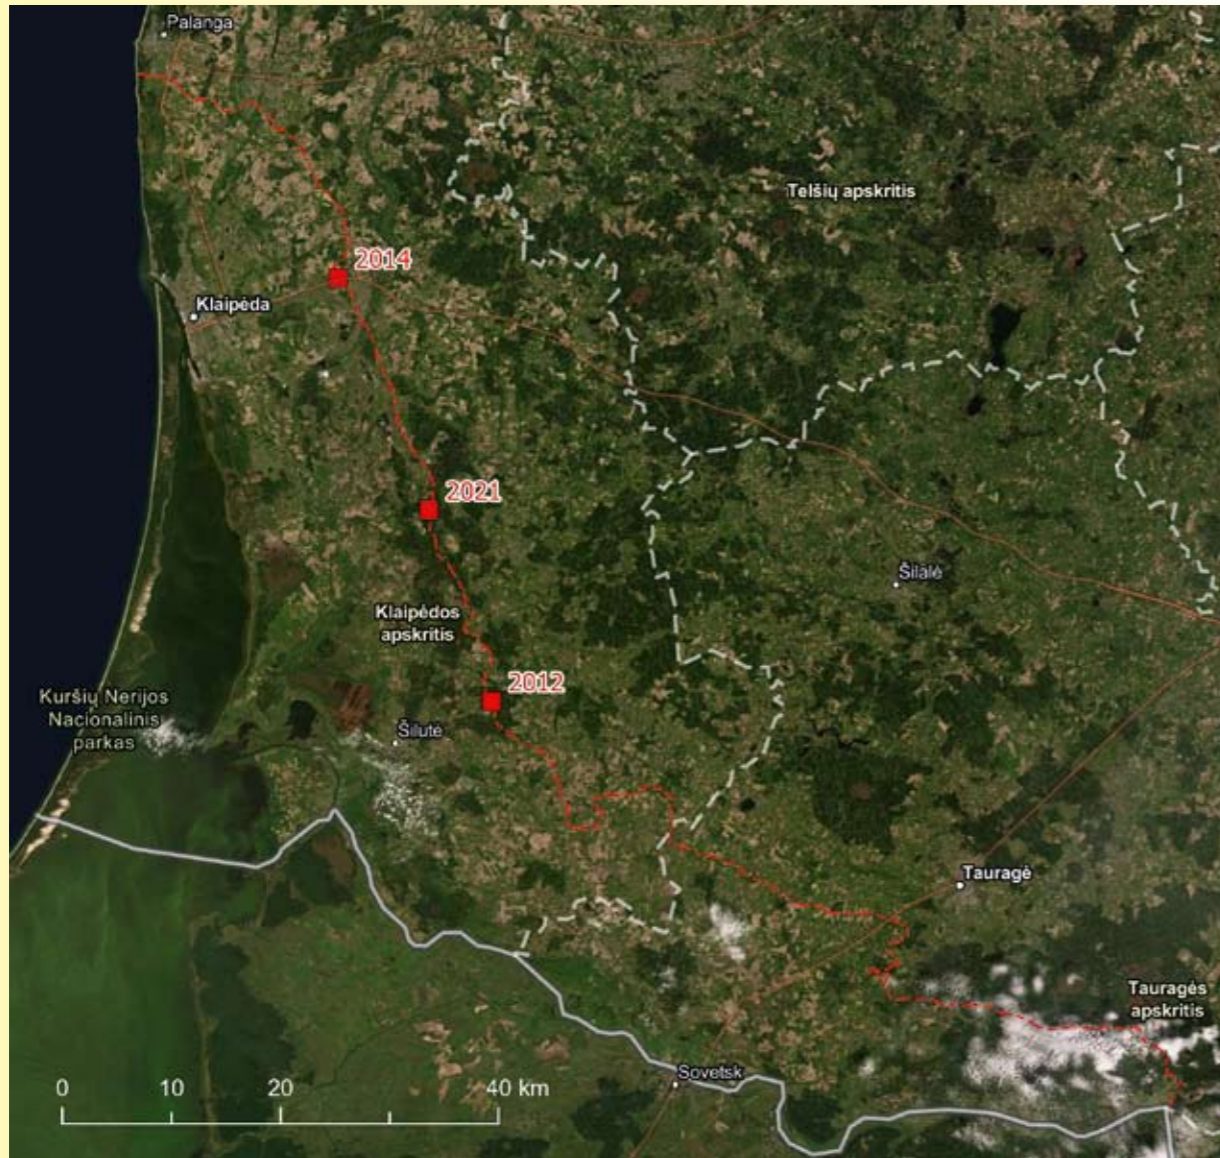 Palanga
Telšių apskritis
2014
Klaipėda
2021
Šilalė
Klaipėdos
apskritis
2012
Kuršių Nerijos
Nacionalinis
parkas
Šilutė
Tauragė
Tauragės
apskritis
Sovetsk
0 10 20 40 km